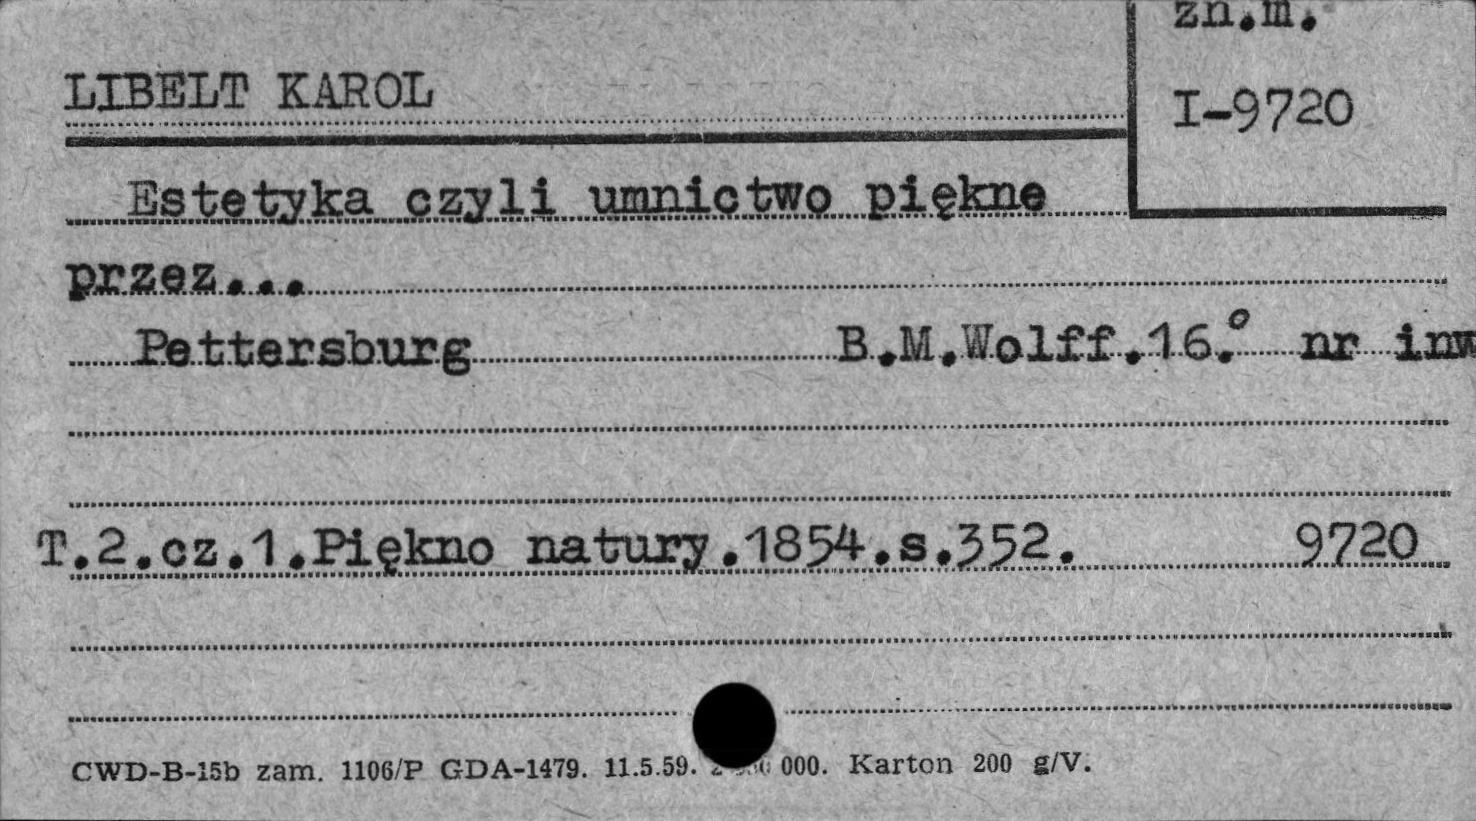 zn.m.
LIBELT KAROL
I-9720
Estetyka czyli umnictwo piękne
przez...
Pettersburg B.M.Wolff.16.° nr inw
T.2.cz.1.Piękno natury.1854.s.352. 9720
CWD-B-15b zam. 1106/P GDA-1479. 11.5.59. 000. Karton 200 g/V.